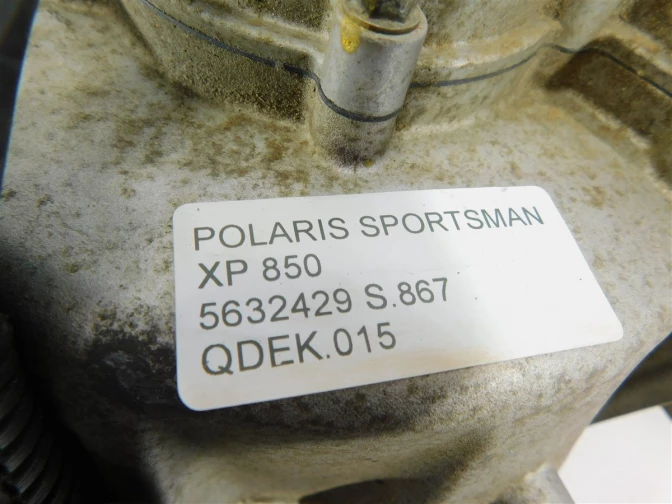 POLARIS SPORTSMAN
XP 850
5632429 S.867
QDEK.015